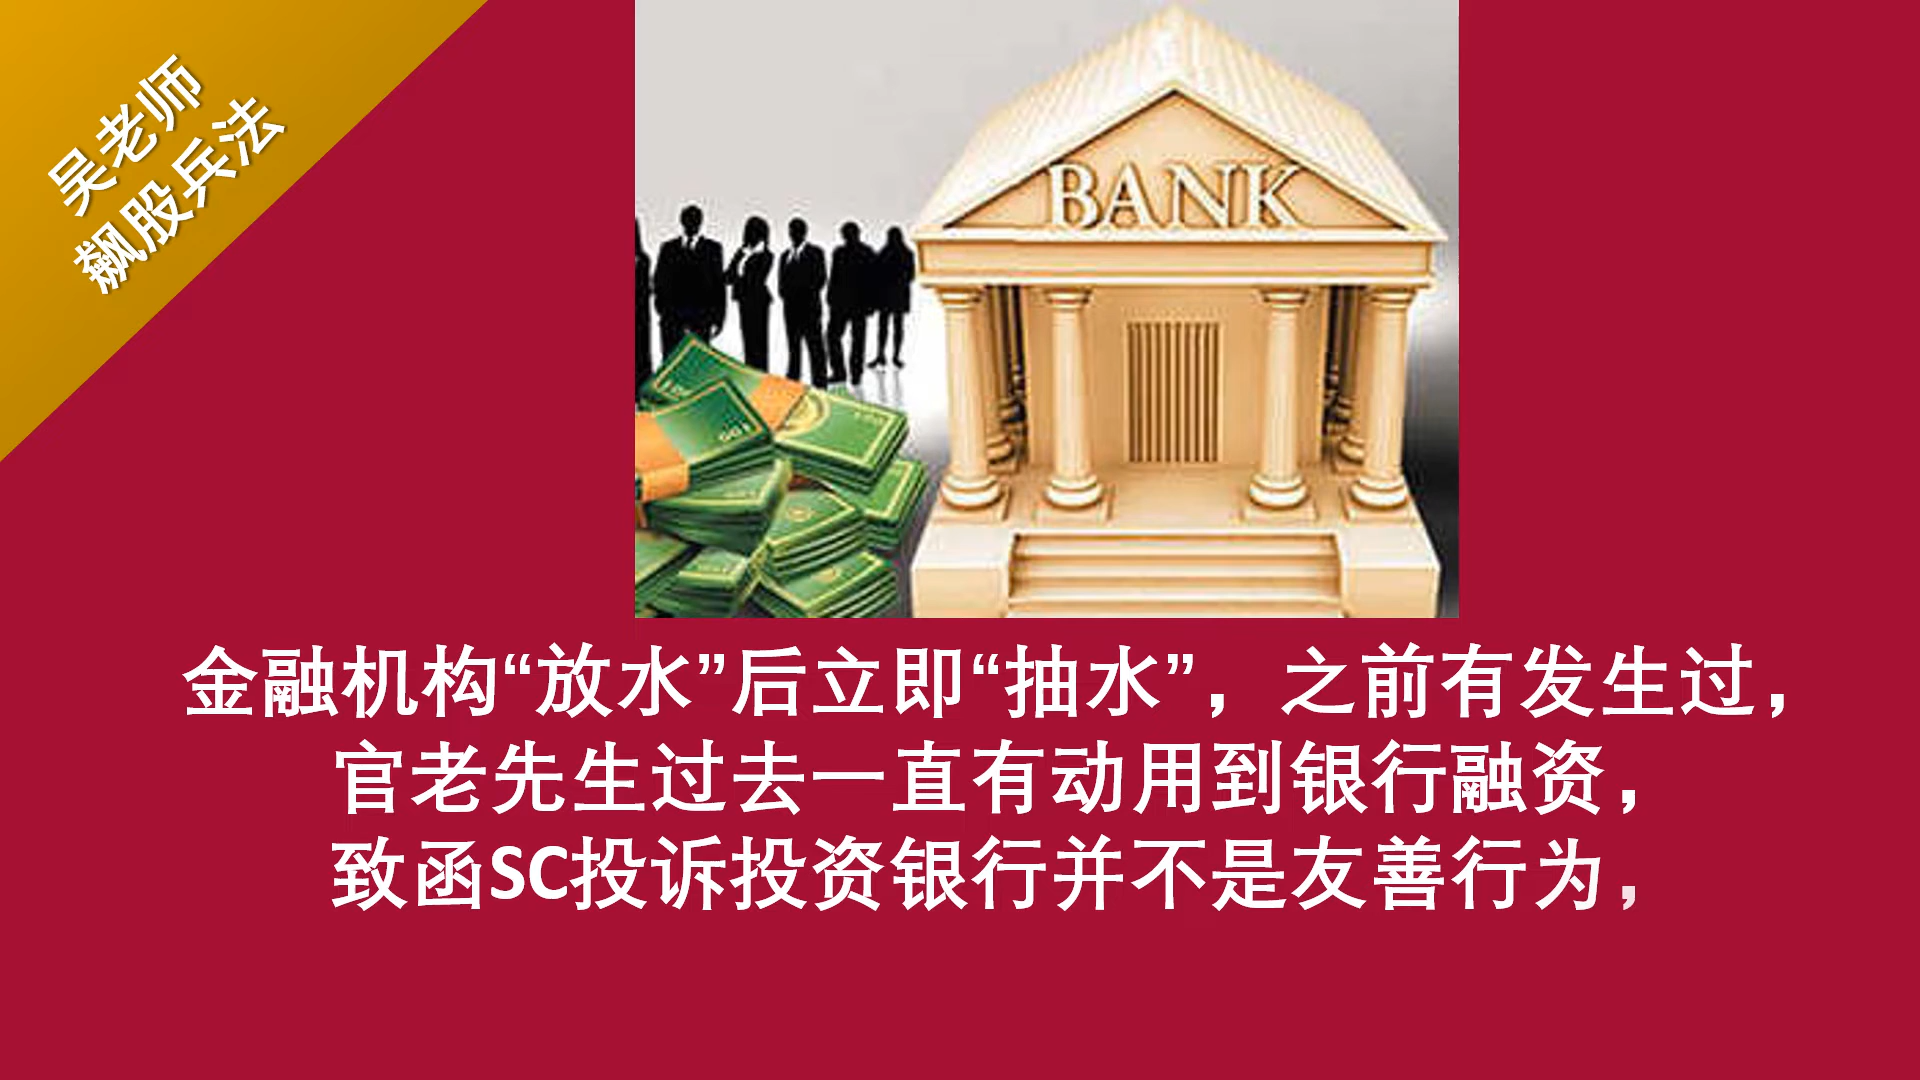 吴老师
飙股兵法
BANK
金融机构“放水”后立即“抽水”，之前有发生过，
官老先生过去一直有动用到银行融资，
致函SC投诉投资银行并不是友善行为，